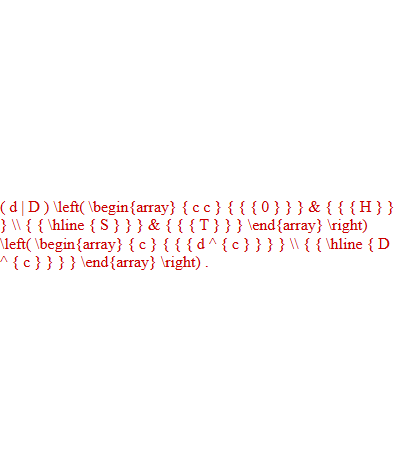 ( d | D ) \left( \begin{array} { c c } { { { 0 } } } & { { { H } }
} \\ { { \hline { S } } } & { { { T } } } \end{array} \right)
\left( \begin{array} { c } { { { d ^ { c } } } } \\ { { \hline { D
^ { c } } } } \end{array} \right) .